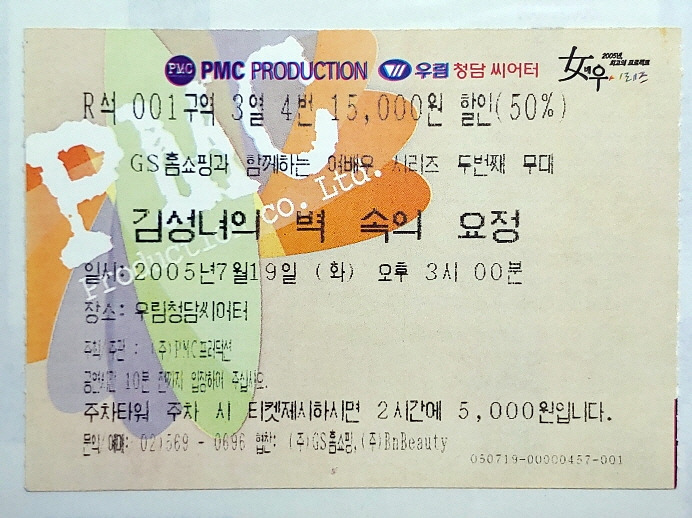 PMC PMC PRODUCTION 우림 청담 씨어터 2005년, 최고의 프로젝트 女배우 시리즈
R석 001구역 3열 4번 15,000원 할인(50%)
GS홈쇼핑과 함께하는 여배우 시리즈 두번째 무대
김성녀의 벽 속의 요정
일시:2005년7월19일 (화) 오후 3시 00분
장소:우림청담씨어터
주최/주관 : (주)PMC프러덕션
공연시간 10분 전까지 입장하여 주십시오.
주차타워 주차 시 티켓제시하시면 2시간에 5,000원입니다.
문의/예매: 02)569 - 0696 협찬: (주)GS홈쇼핑,(주)BnBeauty
050719-00000457-001
PMC
Production co. Ltd.